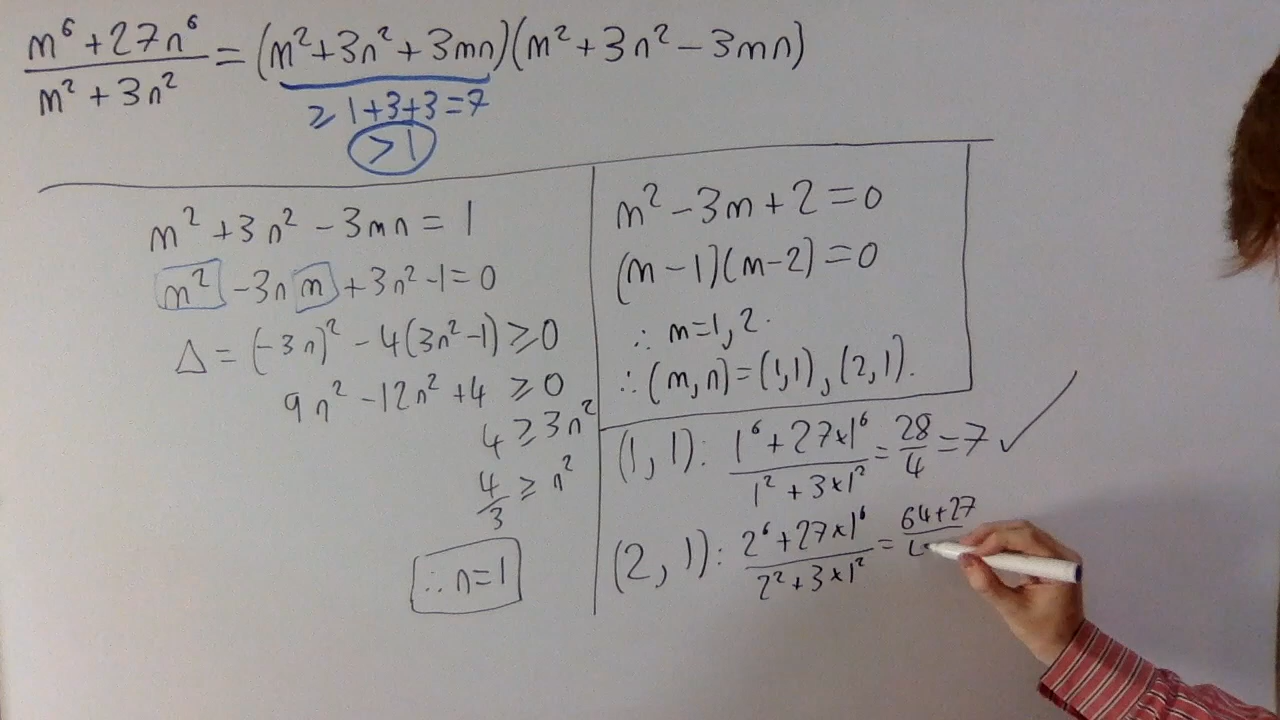 m⁶ + 27n⁶ / m² + 3n² = (m² + 3n² + 3mn)(m² + 3n² − 3mn)
≥ 1+3+3=7
>1
m² + 3n² − 3mn = 1
m² − 3n m + 3n² − 1 = 0
Δ = (−3n)² − 4(3n² − 1) ≥ 0
9n² − 12n² + 4 ≥ 0
4 ≥ 3n²
4/3 ≥ n²
∴ n=1
m² − 3m + 2 = 0
(m − 1)(m − 2) = 0
∴ m=1,2.
∴ (m,n) = (1,1), (2,1).
(1,1): 1⁶ + 27×1⁶ / 1² + 3×1² = 28/4 = 7 ✓
(2,1): 2⁶ + 27×1⁶ / 2² + 3×1² = 64+27 /